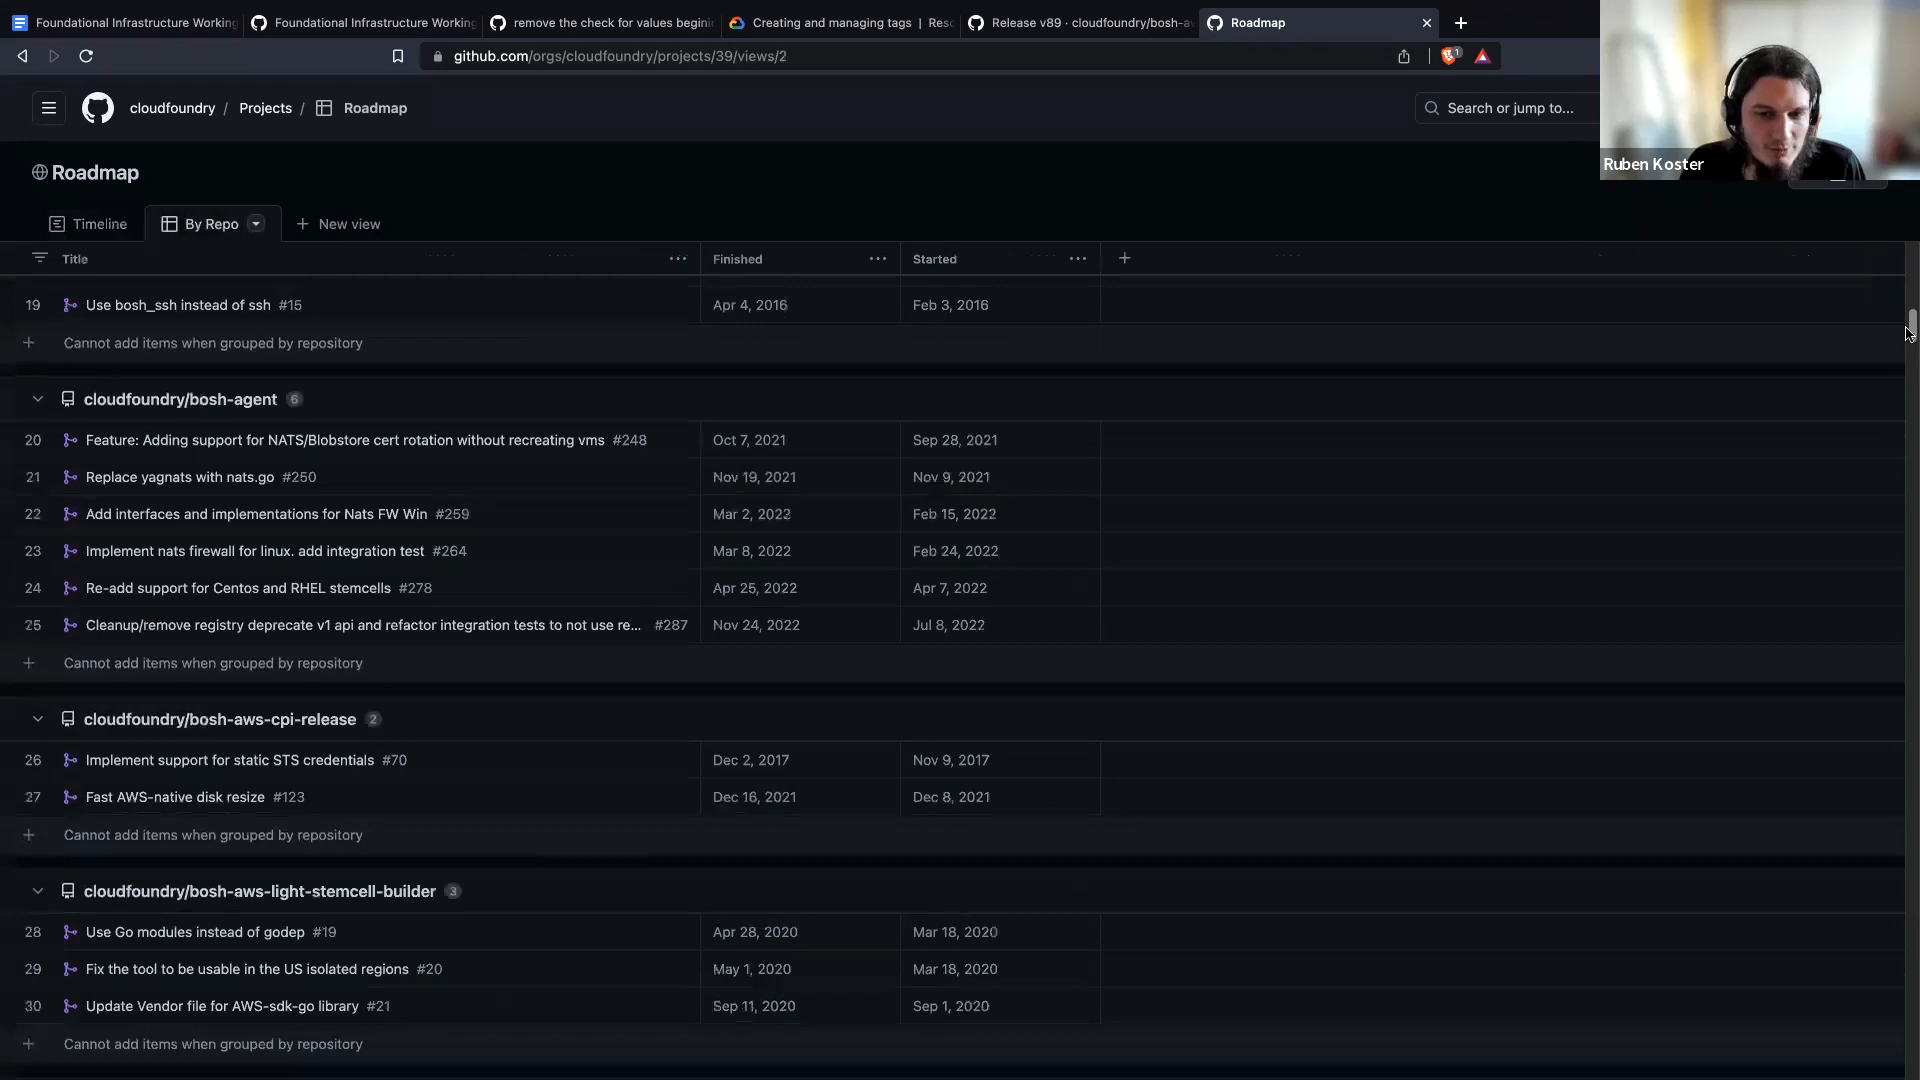 Foundational Infrastructure Working
Foundational Infrastructure Working
remove the check for values beginin
Creating and managing tags | Reso
Release v89 · cloudfoundry/bosh-a
Roadmap
github.com/orgs/cloudfoundry/projects/39/views/2
1
cloudfoundry / Projects / Roadmap
Search or jump to...
Ruben Koster
Roadmap
Timeline
By Repo
New view
Title Finished Started
19 Use bosh_ssh instead of ssh #15 Apr 4, 2016 Feb 3, 2016
Cannot add items when grouped by repository
cloudfoundry/bosh-agent 6
20 Feature: Adding support for NATS/Blobstore cert rotation without recreating vms #248 Oct 7, 2021 Sep 28, 2021
21 Replace yagnats with nats.go #250 Nov 19, 2021 Nov 9, 2021
22 Add interfaces and implementations for Nats FW Win #259 Mar 2, 2022 Feb 15, 2022
23 Implement nats firewall for linux. add integration test #264 Mar 8, 2022 Feb 24, 2022
24 Re-add support for Centos and RHEL stemcells #278 Apr 25, 2022 Apr 7, 2022
25 Cleanup/remove registry deprecate v1 api and refactor integration tests to not use re... #287 Nov 24, 2022 Jul 8, 2022
Cannot add items when grouped by repository
cloudfoundry/bosh-aws-cpi-release 2
26 Implement support for static STS credentials #70 Dec 2, 2017 Nov 9, 2017
27 Fast AWS-native disk resize #123 Dec 16, 2021 Dec 8, 2021
Cannot add items when grouped by repository
cloudfoundry/bosh-aws-light-stemcell-builder 3
28 Use Go modules instead of godep #19 Apr 28, 2020 Mar 18, 2020
29 Fix the tool to be usable in the US isolated regions #20 May 1, 2020 Mar 18, 2020
30 Update Vendor file for AWS-sdk-go library #21 Sep 11, 2020 Sep 1, 2020
Cannot add items when grouped by repository